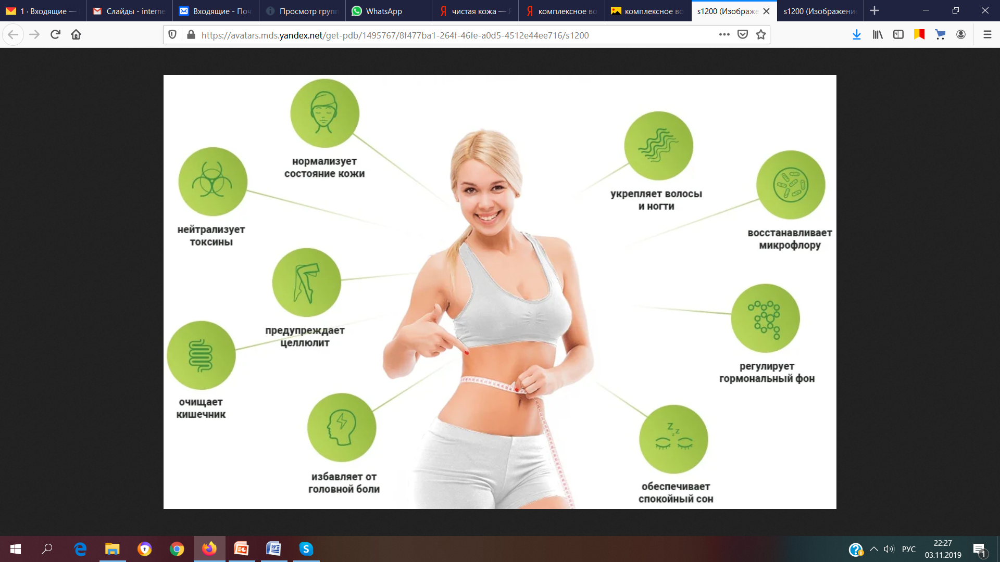 1 · Входящие —
Слайды - interne
Входящие - Поч
Просмотр групп
WhatsApp
чистая кожа —
комплексное во
комплексное во
s1200 (Изображе
s1200 (Изображение
https://avatars.mds.yandex.net/get-pdb/1495767/8f477ba1-264f-46fe-a0d5-4512e44ee716/s1200
нормализует
состояние кожи
укрепляет волосы
и ногти
нейтрализует
токсины
восстанавливает
микрофлору
предупреждает
целлюлит
регулирует
гормональный фон
очищает
кишечник
избавляет от
головной боли
обеспечивает
спокойный сон
z z z
РУС
22:27
03.11.2019
1